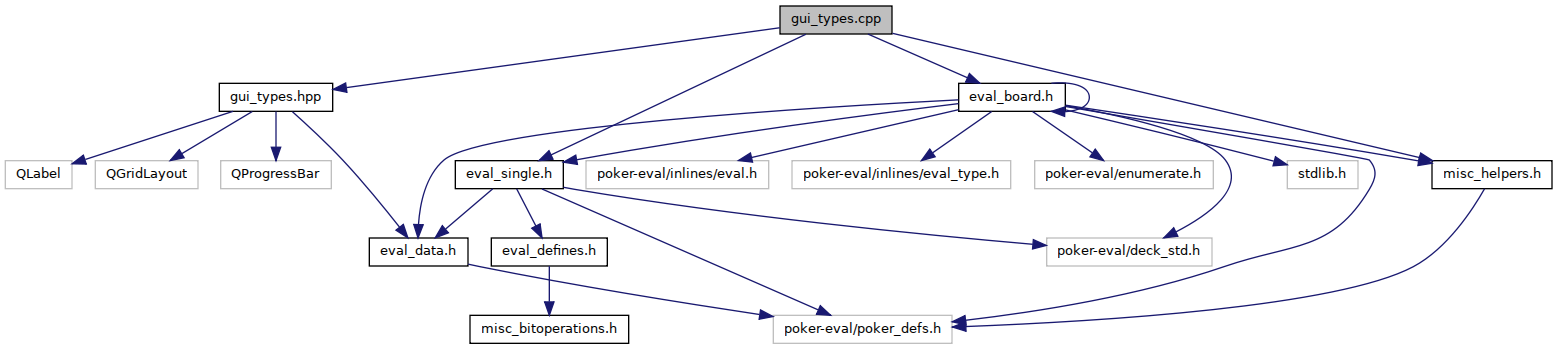 gui_types.cpp
gui_types.hpp
eval_board.h
QLabel
QGridLayout
QProgressBar
eval_single.h
poker-eval/inlines/eval.h
poker-eval/inlines/eval_type.h
poker-eval/enumerate.h
stdlib.h
misc_helpers.h
eval_data.h
eval_defines.h
poker-eval/deck_std.h
misc_bitoperations.h
poker-eval/poker_defs.h